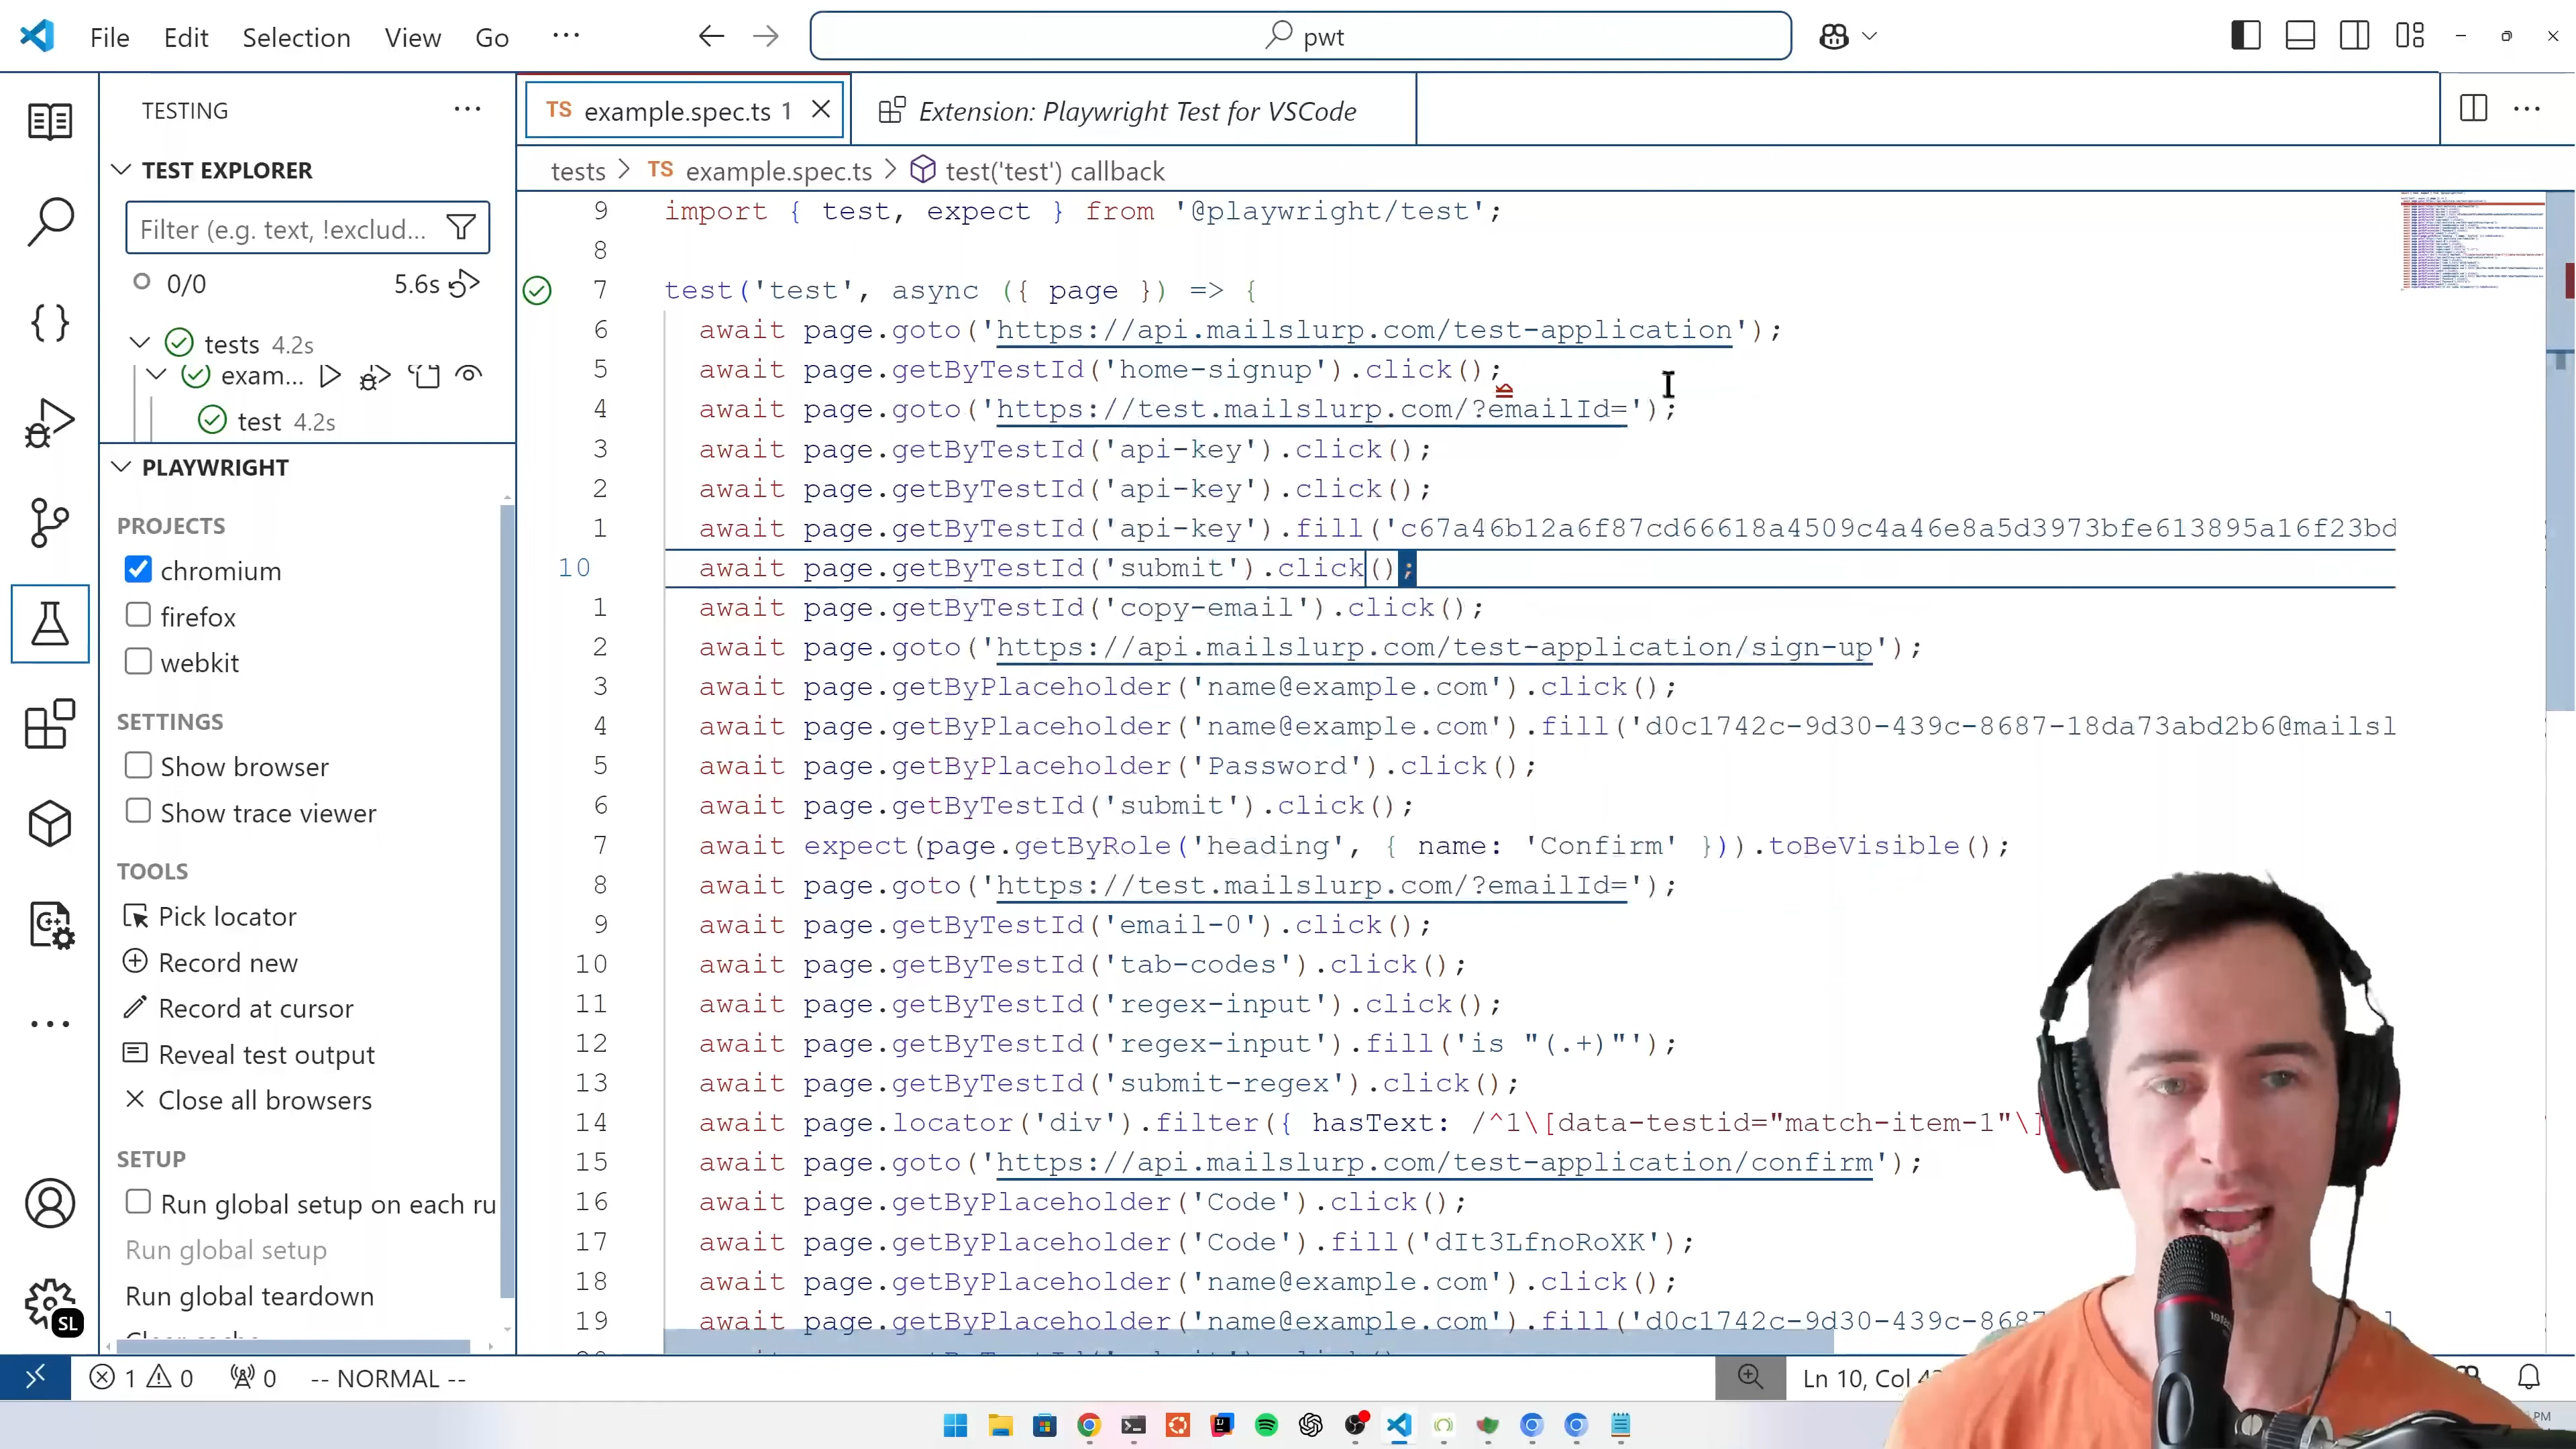 File Edit Selection View Go ... pwt
TESTING ...
TS example.spec.ts 1 Extension: Playwright Test for VSCode ...
TEST EXPLORER
tests > TS example.spec.ts > test('test') callback
Filter (e.g. text, !exclud...
0/0 5.6s
tests 4.2s
exam...
test 4.2s
PLAYWRIGHT
PROJECTS
chromium
firefox
webkit
SETTINGS
Show browser
Show trace viewer
TOOLS
Pick locator
Record new
Record at cursor
Reveal test output
Close all browsers
SETUP
Run global setup on each ru
Run global setup
Run global teardown
9 import { test, expect } from '@playwright/test';
8
7 test('test', async ({ page }) => {
6 await page.goto('https://api.mailslurp.com/test-application');
5 await page.getByTestId('home-signup').click();
4 await page.goto('https://test.mailslurp.com/?emailId=');
3 await page.getByTestId('api-key').click();
2 await page.getByTestId('api-key').click();
1 await page.getByTestId('api-key').fill('c67a46b12a6f87cd66618a4509c4a46e8a5d3973bfe613895a16f23bd
10 await page.getByTestId('submit').click();
1 await page.getByTestId('copy-email').click();
2 await page.goto('https://api.mailslurp.com/test-application/sign-up');
3 await page.getByPlaceholder('name@example.com').click();
4 await page.getByPlaceholder('name@example.com').fill('d0c1742c-9d30-439c-8687-18da73abd2b6@mailsl
5 await page.getByPlaceholder('Password').click();
6 await page.getByTestId('submit').click();
7 await expect(page.getByRole('heading', { name: 'Confirm' })).toBeVisible();
8 await page.goto('https://test.mailslurp.com/?emailId=');
9 await page.getByTestId('email-0').click();
10 await page.getByTestId('tab-codes').click();
11 await page.getByTestId('regex-input').click();
12 await page.getByTestId('regex-input').fill('is "(.+)"');
13 await page.getByTestId('submit-regex').click();
14 await page.locator('div').filter({ hasText: /^1\[data-testid="match-item-1"\]
15 await page.goto('https://api.mailslurp.com/test-application/confirm');
16 await page.getByPlaceholder('Code').click();
17 await page.getByPlaceholder('Code').fill('dIt3LfnoRoXK');
18 await page.getByPlaceholder('name@example.com').click();
19 await page.getByPlaceholder('name@example.com').fill('d0c1742c-9d30-439c-8687
SL
1 0 0 -- NORMAL -- Ln 10, Col
PM